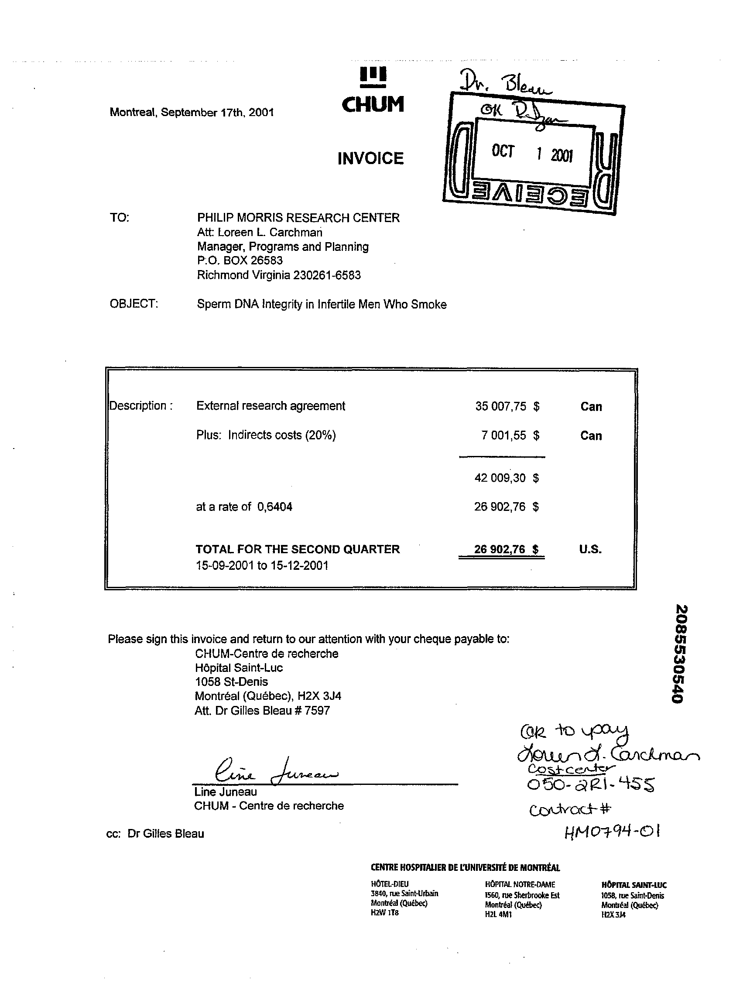 Dr. Bleau
OK
CHUM
Montreal, September 17th, 2001
OCT 1 2001
RECEIVED
INVOICE
TO: PHILIP MORRIS RESEARCH CENTER
Att: Loreen L. Carchman
Manager, Programs and Planning
P.O. BOX 26583
Richmond Virginia 230261-6583
OBJECT: Sperm DNA Integrity in Infertile Men Who Smoke
Description : External research agreement 35 007,75 $ Can
Plus: Indirects costs (20%) 7 001,55 $ Can
42 009,30 $
at a rate of 0,6404 26 902,76 $
TOTAL FOR THE SECOND QUARTER 26 902,76 $ U.S.
15-09-2001 to 15-12-2001
2085530540
Please sign this invoice and return to our attention with your cheque payable to:
CHUM-Centre de recherche
Hôpital Saint-Luc
1058 St-Denis
Montréal (Québec), H2X 3J4
Att. Dr Gilles Bleau # 7597
OK to pay
Loreen L. Carchman
Costcenter
050-2R1-455
contract #
HM0794-01
Line Juneau
Line Juneau
CHUM - Centre de recherche
cc: Dr Gilles Bleau
CENTRE HOSPITALIER DE L'UNIVERSITÉ DE MONTRÉAL
HÔTEL-DIEU
3840, rue Saint-Urbain
Montréal (Québec)
H2W 1T8
HÔPITAL NOTRE-DAME
1560, rue Sherbrooke Est
Montréal (Québec)
H2L 4M1
HÔPITAL SAINT-LUC
1058, rue Saint-Denis
Montréal (Québec)
H2X 3J4